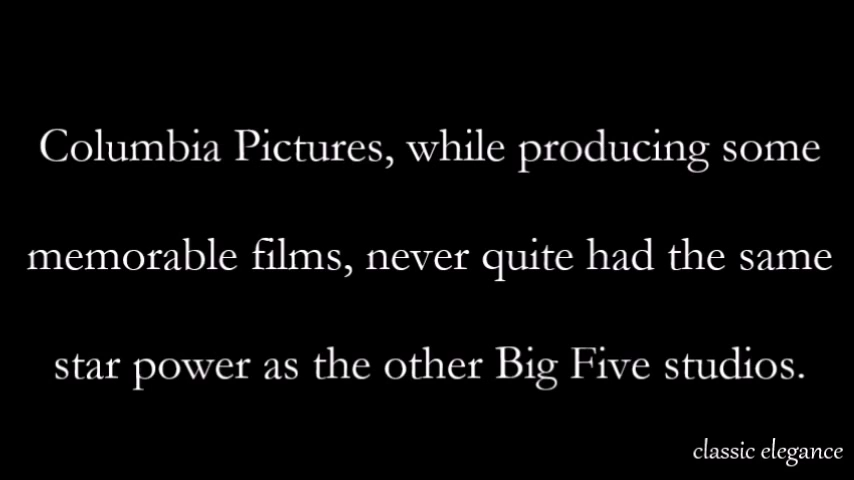 Columbia Pictures, while producing some
memorable films, never quite had the same
star power as the other Big Five studios.
classic elegance